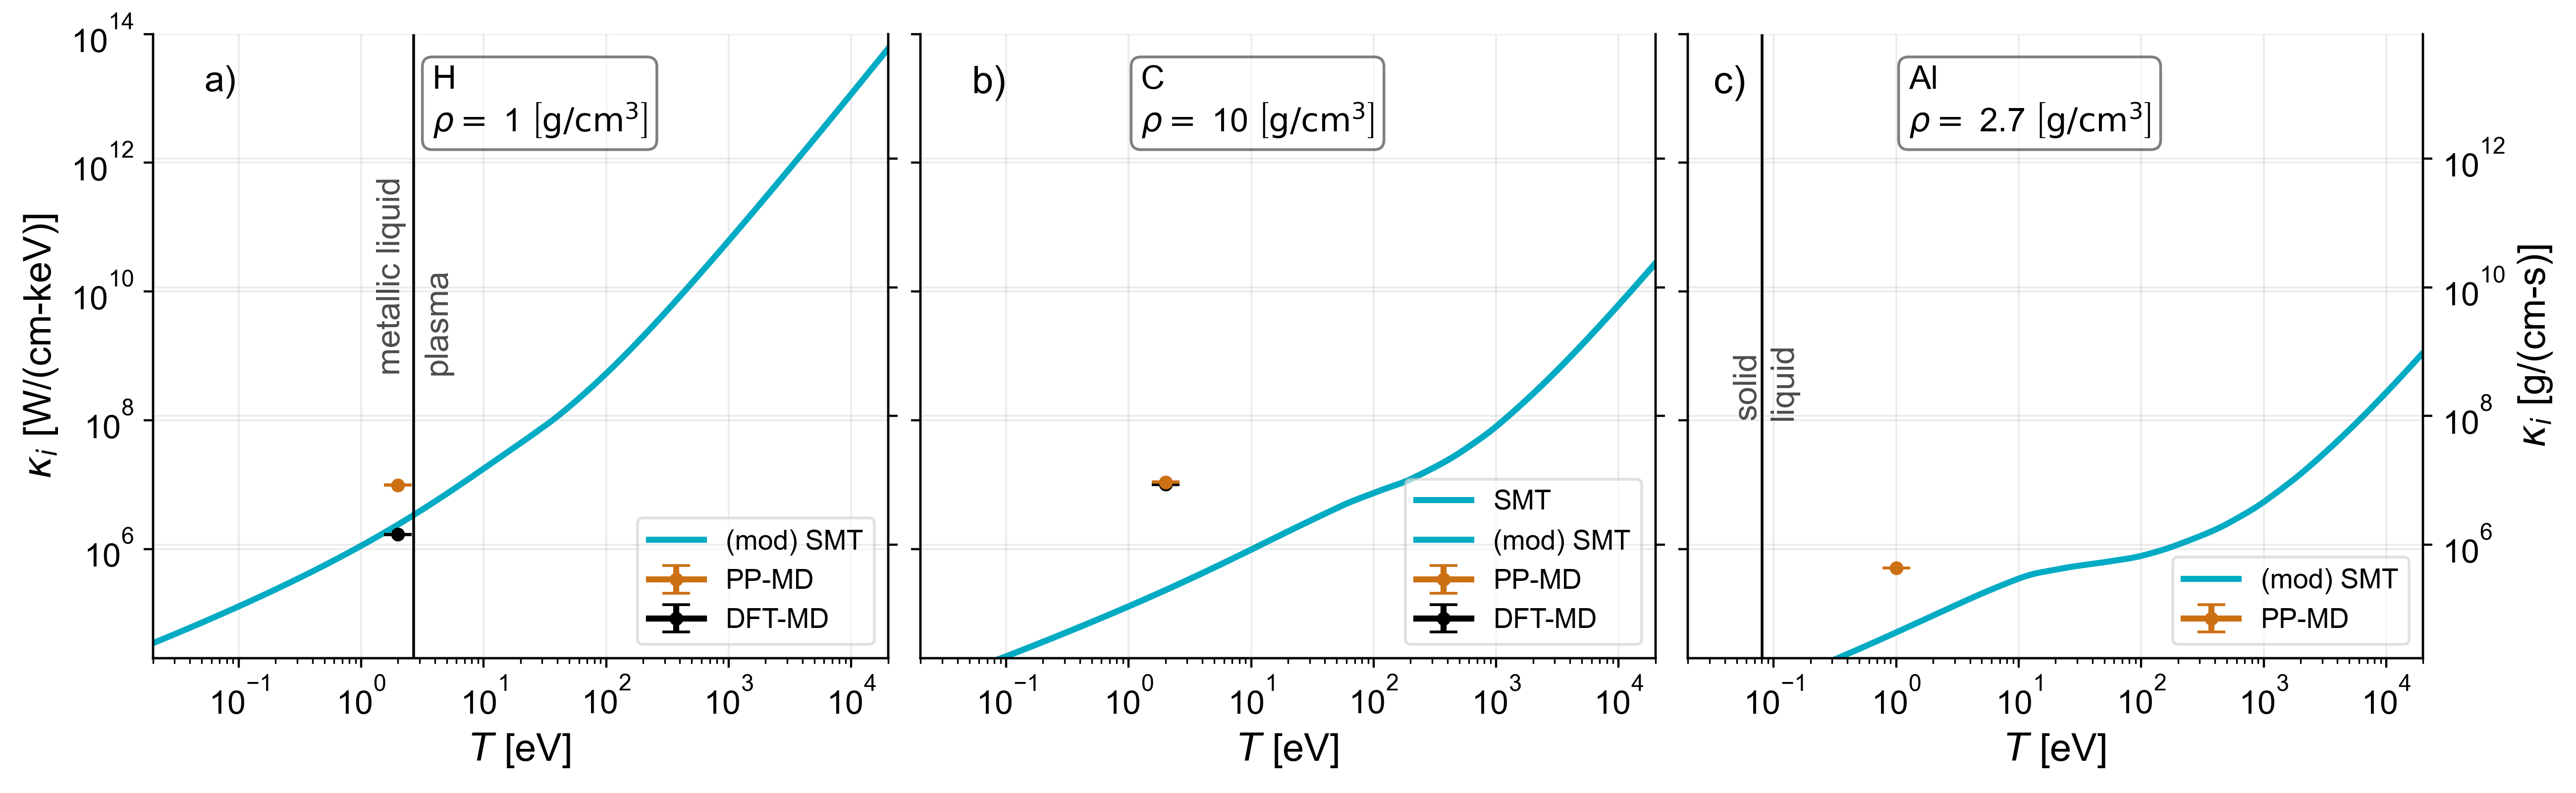 κᵢ [W/(cm-keV)]
10¹⁴
10¹²
10¹⁰
10⁸
10⁶
a)
H
ρ = 1 [g/cm³]
metallic liquid
plasma
(mod) SMT
PP-MD
DFT-MD
10⁻¹ 10⁰ 10¹ 10² 10³ 10⁴
T [eV]
b)
C
ρ = 10 [g/cm³]
SMT
(mod) SMT
PP-MD
DFT-MD
10⁻¹ 10⁰ 10¹ 10² 10³ 10⁴
T [eV]
c)
Al
ρ = 2.7 [g/cm³]
solid
liquid
(mod) SMT
PP-MD
10⁻¹ 10⁰ 10¹ 10² 10³ 10⁴
T [eV]
10¹²
10¹⁰
10⁸
10⁶
κᵢ [g/(cm-s)]